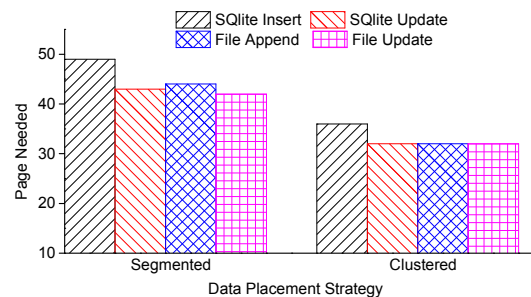 SQlite Insert SQlite Update
File Append File Update
50
40
30
20
10
Page Needed
Segmented Clustered
Data Placement Strategy